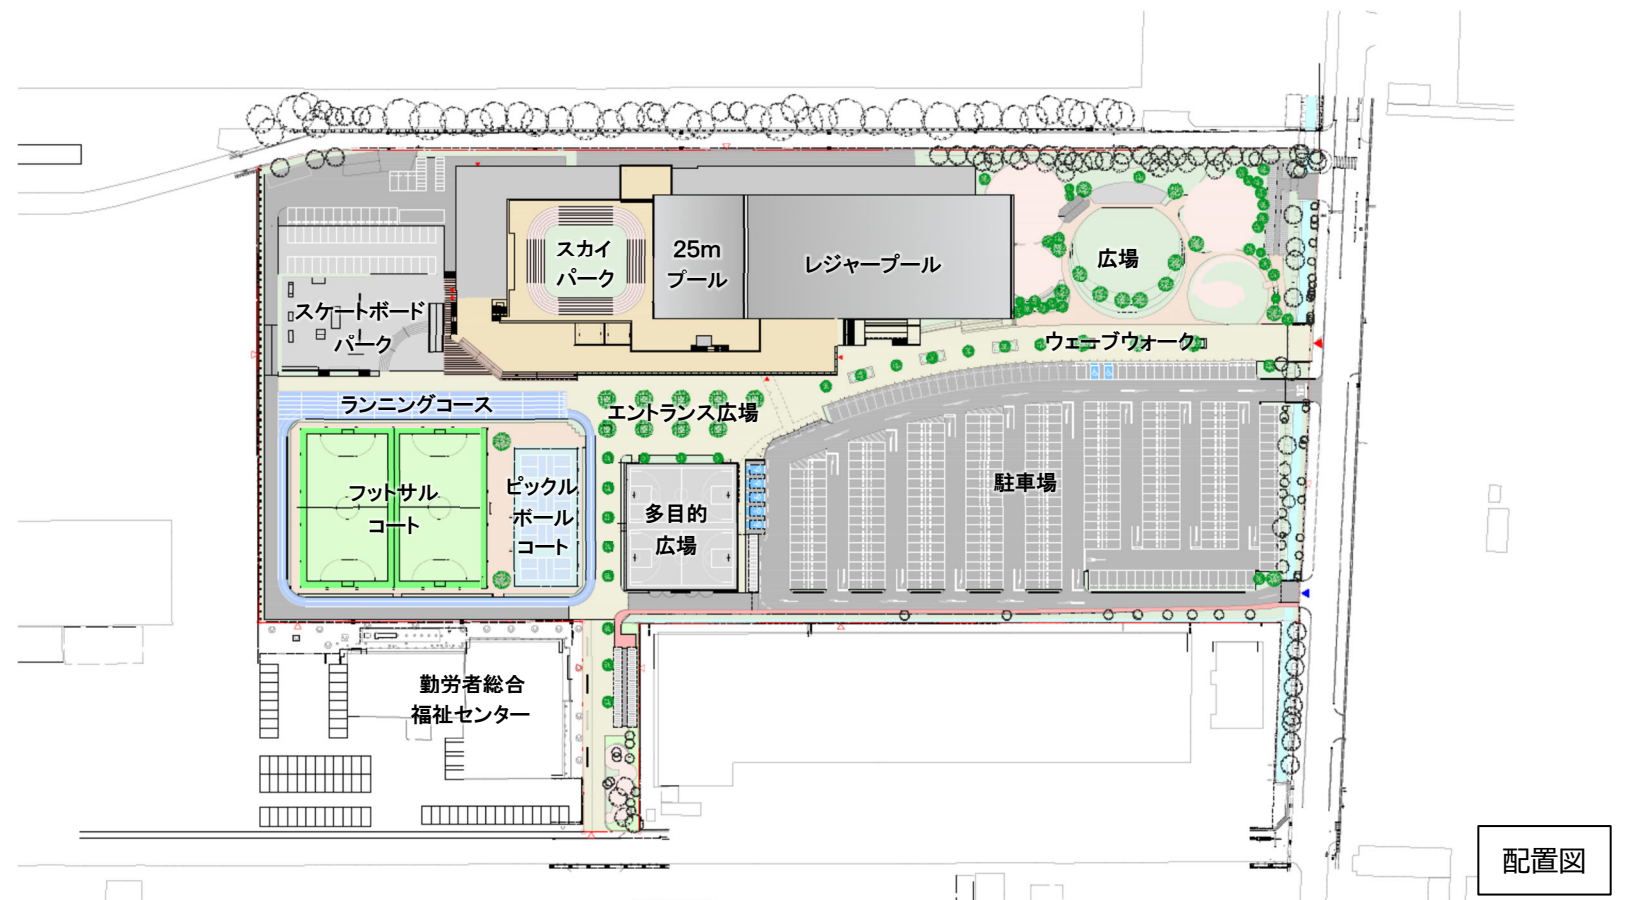 スカイ
パーク
25m
プール
レジャープール
広場
スケートボード
パーク
ウェーブウォーク
ランニングコース
エントランス広場
フットサル
コート
ピックル
ボール
コート
多目的
広場
駐車場
勤労者総合
福祉センター
配置図